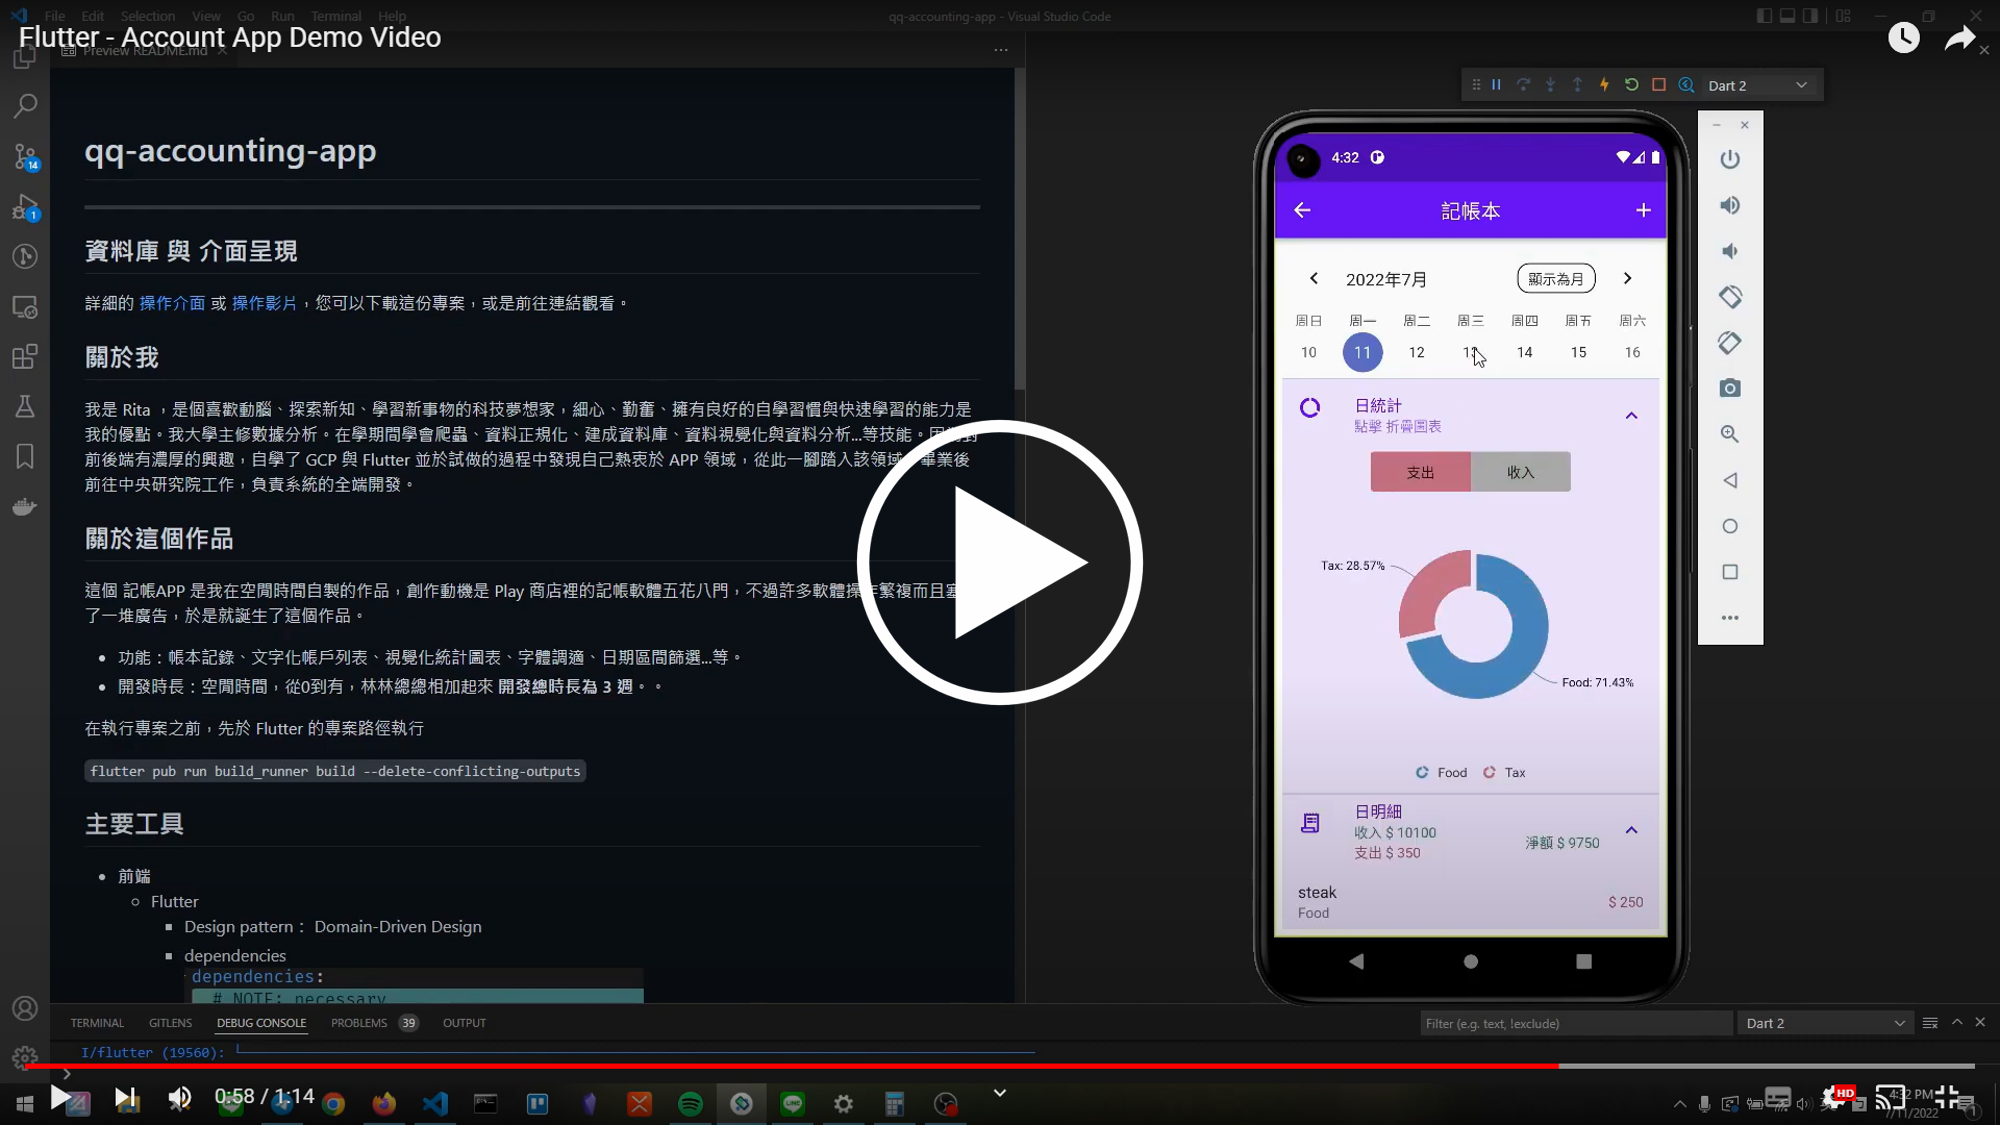 File Edit Selection View Go Run Terminal Help
qq-accounting-app - Visual Studio Code
Flutter - Account App Demo Video
Preview README.md
Dart 2
qq-accounting-app
資料庫 與 介面呈現
詳細的 操作介面 或 操作影片，您可以下載這份專案，或是前往連結觀看。
關於我
我是 Rita ，是個喜歡動腦、探索新知、學習新事物的科技夢想家，細心、勤奮、擁有良好的自學習慣與快速學習的能力是
我的優點。我大學主修數據分析。在學期間學會爬蟲、資料正規化、建成資料庫、資料視覺化與資料分析...等技能。因為對
前後端有濃厚的興趣，自學了 GCP 與 Flutter 並於試做的過程中發現自己熱衷於 APP 領域，從此一腳踏入該領域，畢業後
前往中央研究院工作，負責系統的全端開發。
關於這個作品
這個 記帳APP 是我在空閒時間自製的作品，創作動機是 Play 商店裡的記帳軟體五花八門，不過許多軟體操作繁複而且塞
了一堆廣告，於是就誕生了這個作品。
功能：帳本記錄、文字化帳戶列表、視覺化統計圖表、字體調適、日期區間篩選...等。
開發時長：空閒時間，從0到有，林林總總相加起來 開發總時長為 3 週。。
在執行專案之前，先於 Flutter 的專案路徑執行
flutter pub run build_runner build --delete-conflicting-outputs
主要工具
前端
Flutter
Design pattern： Domain-Driven Design
dependencies
dependencies:
# NOTE: necessary
14
1
4:32
記帳本
2022年7月
顯示為月
周日 周一 周二 周三 周四 周五 周六
10 11 12 13 14 15 16
日統計
點擊 折疊圖表
支出 收入
Tax: 28.57%
Food: 71.43%
Food Tax
日明細
收入 $ 10100
支出 $ 350
淨額 $ 9750
steak
Food
$ 250
TERMINAL GITLENS DEBUG CONSOLE PROBLEMS 39 OUTPUT
Filter (e.g. text, !exclude)
Dart 2
I/flutter (19560):
0:58 / 1:14
HD
4:32 PM
7/11/2022